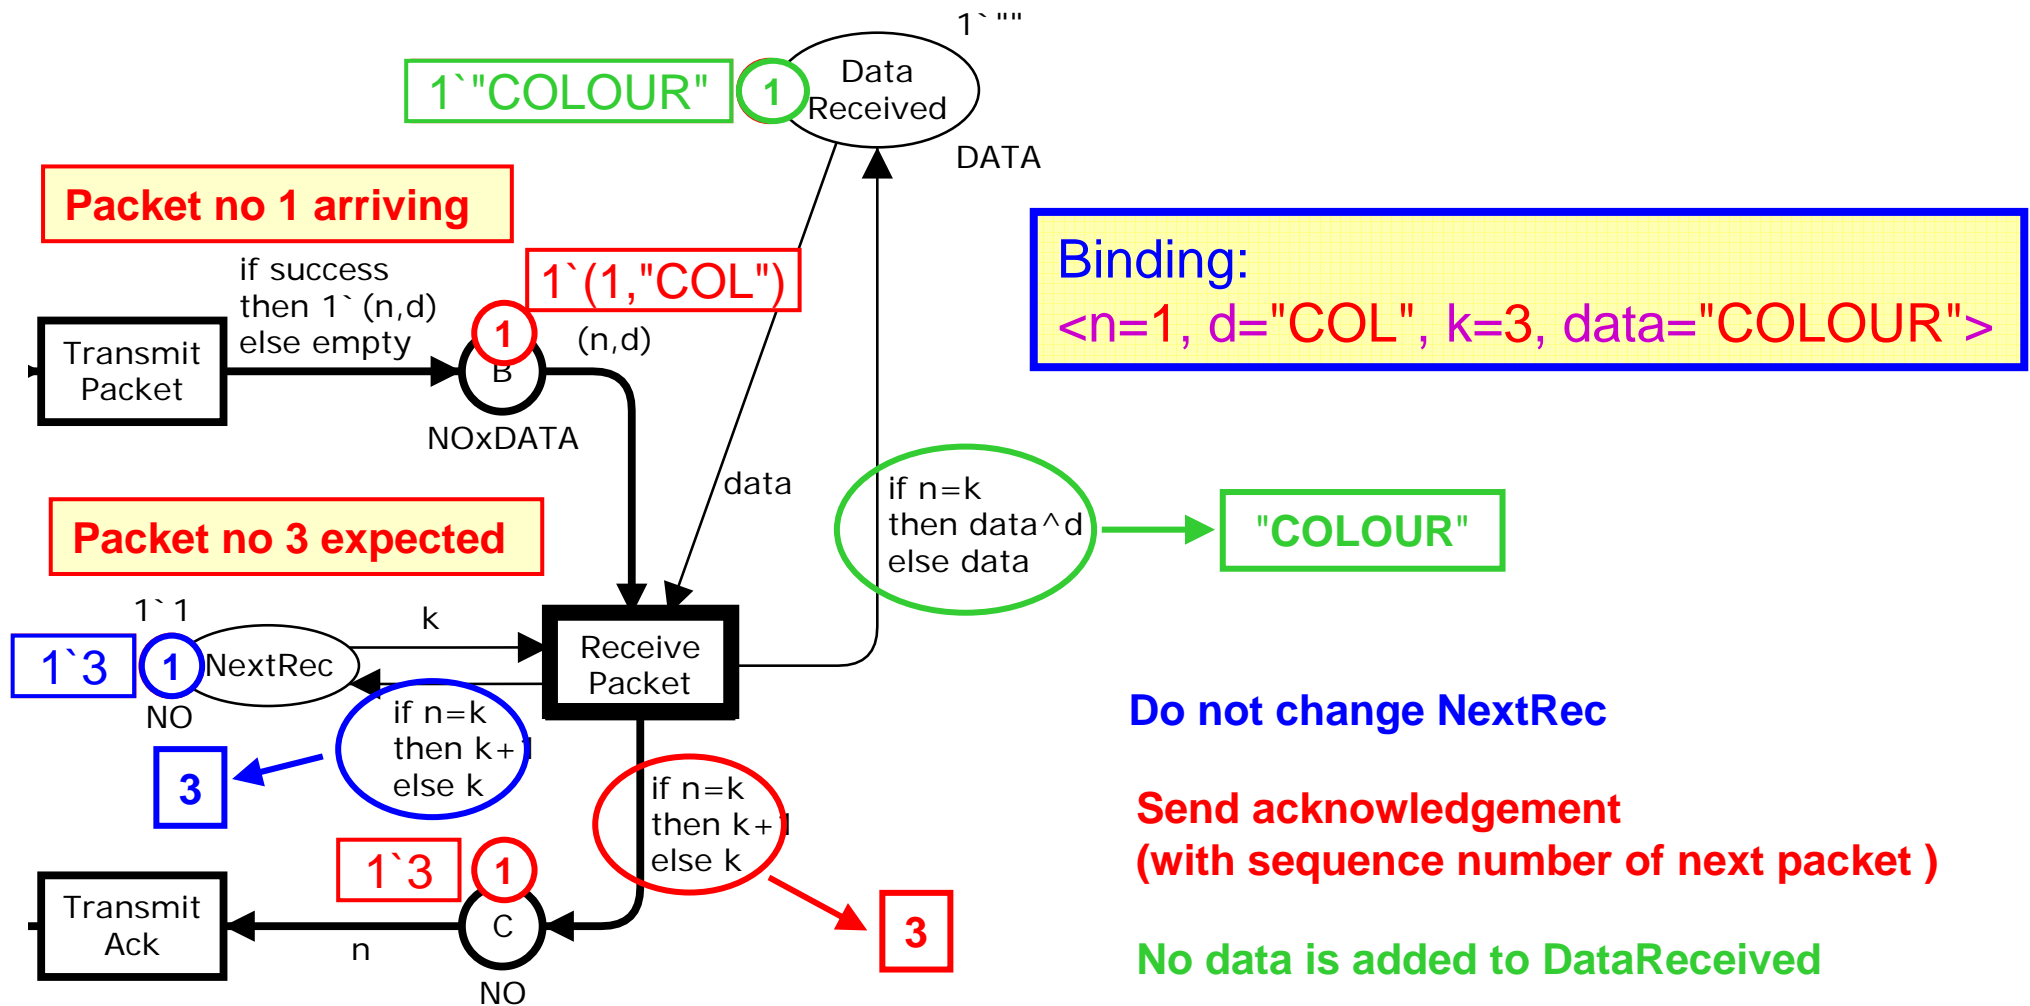 1`""
1`"COLOUR"
1
Data
Received
DATA
Packet no 1 arriving
if success
then 1`(n,d)
else empty
1`(1,"COL")
1
(n,d)
Transmit
Packet
B
NOxDATA
Binding:
<n=1, d="COL", k=3, data="COLOUR">
data
if n=k
then data^d
else data
"COLOUR"
Packet no 3 expected
1`1
k
1`3
1
NextRec
NO
Receive
Packet
if n=k
then k+1
else k
3
if n=k
then k+1
else k
3
1`3
1
Transmit
Ack
n
C
NO
Do not change NextRec
Send acknowledgement
(with sequence number of next packet )
No data is added to DataReceived